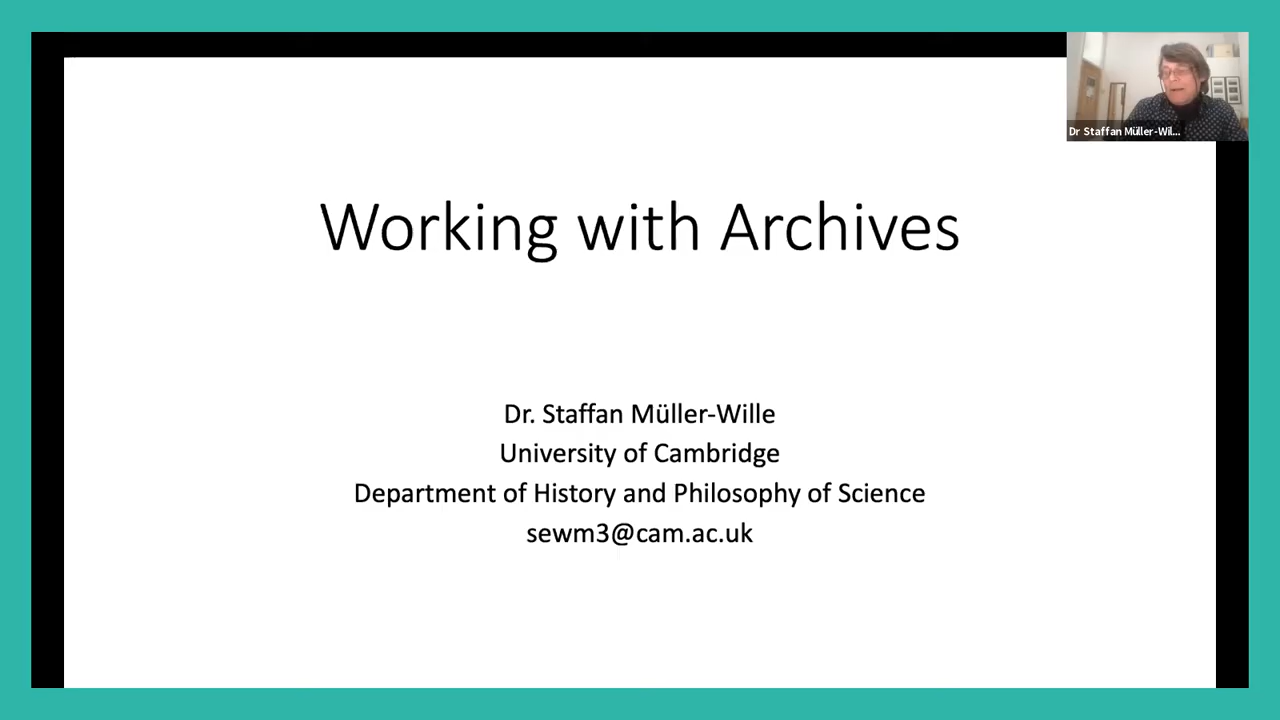 Dr Staffan Müller-Wil...
Working with Archives
Dr. Staffan Müller-Wille
University of Cambridge
Department of History and Philosophy of Science
sewm3@cam.ac.uk